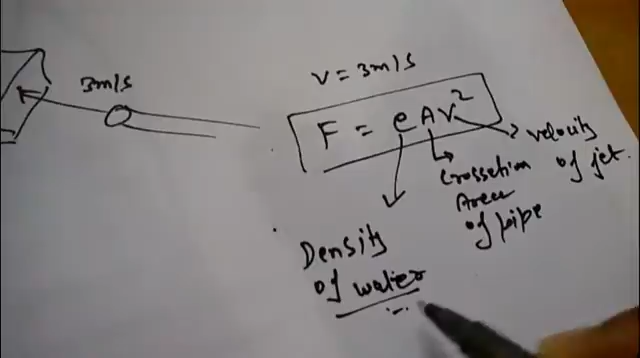 3m/s
v = 3m/s
F = ρAv²
velocity
of jet.
Crossection
Area
of pipe
Density
of water